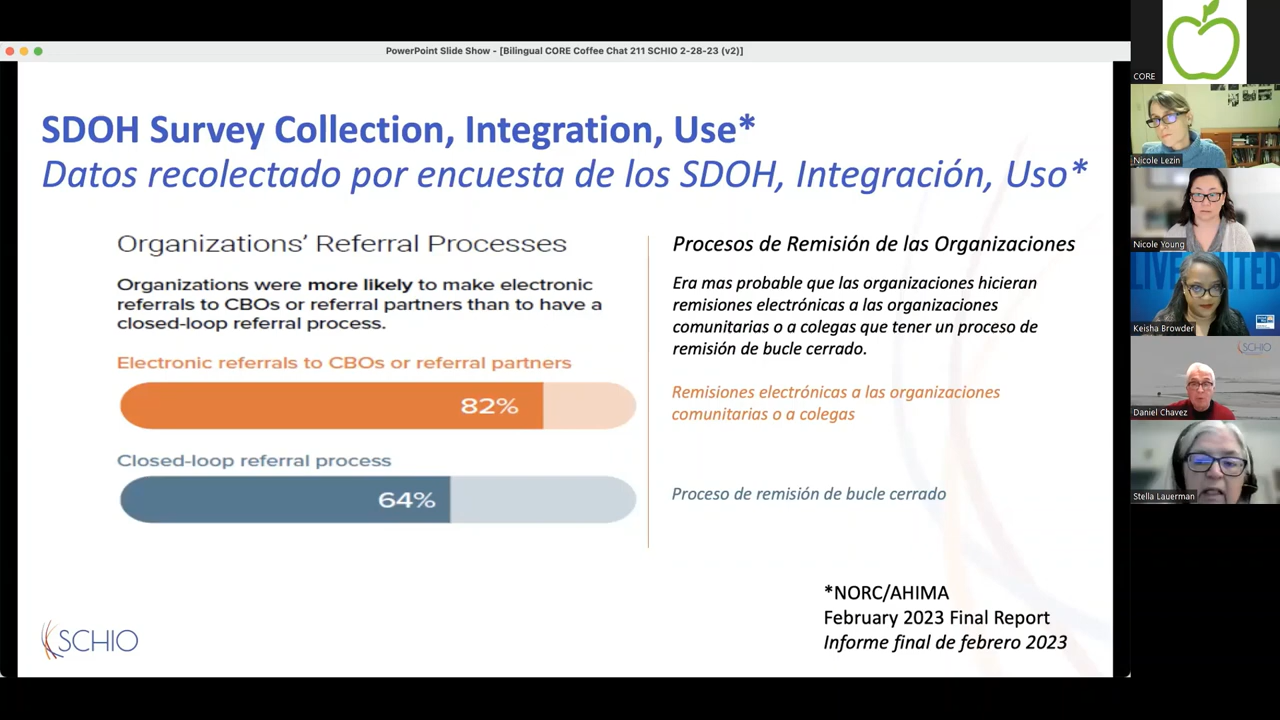 PowerPoint Slide Show - [Bilingual CORE Coffee Chat 211 SCHIO 2-28-23 (v2)]
SDOH Survey Collection, Integration, Use*
Datos recolectado por encuesta de los SDOH, Integración, Uso*
Organizations' Referral Processes
Organizations were more likely to make electronic
referrals to CBOs or referral partners than to have a
closed-loop referral process.
Electronic referrals to CBOs or referral partners
82%
Closed-loop referral process
64%
Procesos de Remisión de las Organizaciones
Era mas probable que las organizaciones hicieran
remisiones electrónicas a las organizaciones
comunitarias o a colegas que tener un proceso de
remisión de bucle cerrado.
Remisiones electrónicas a las organizaciones
comunitarias o a colegas
Proceso de remisión de bucle cerrado
*NORC/AHIMA
February 2023 Final Report
Informe final de febrero 2023
SCHIO
CORE
Nicole Lezin
Nicole Young
Keisha Browder
SCHIO
Daniel Chavez
Stella Lauerman